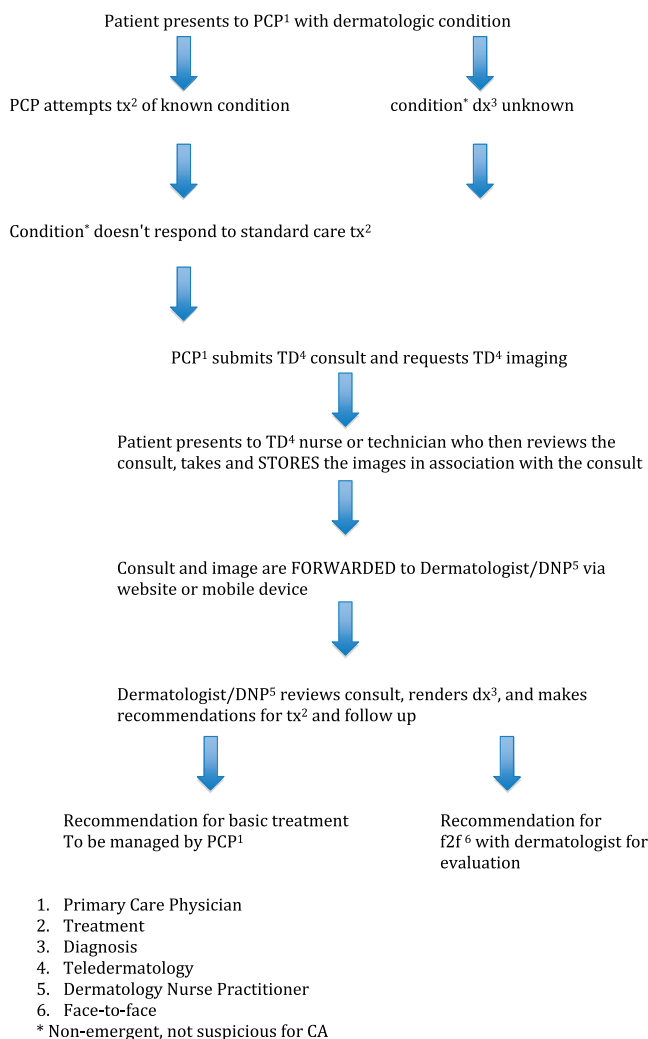 Patient presents to PCP¹ with dermatologic condition
PCP attempts tx² of known condition
condition* dx³ unknown
Condition* doesn't respond to standard care tx²
PCP¹ submits TD⁴ consult and requests TD⁴ imaging
Patient presents to TD⁴ nurse or technician who then reviews the
consult, takes and STORES the images in association with the consult
Consult and image are FORWARDED to Dermatologist/DNP⁵ via
website or mobile device
Dermatologist/DNP⁵ reviews consult, renders dx³, and makes
recommendations for tx² and follow up
Recommendation for basic treatment
To be managed by PCP¹
Recommendation for
f2f ⁶ with dermatologist for
evaluation
1. Primary Care Physician
2. Treatment
3. Diagnosis
4. Teledermatology
5. Dermatology Nurse Practitioner
6. Face-to-face
* Non-emergent, not suspicious for CA